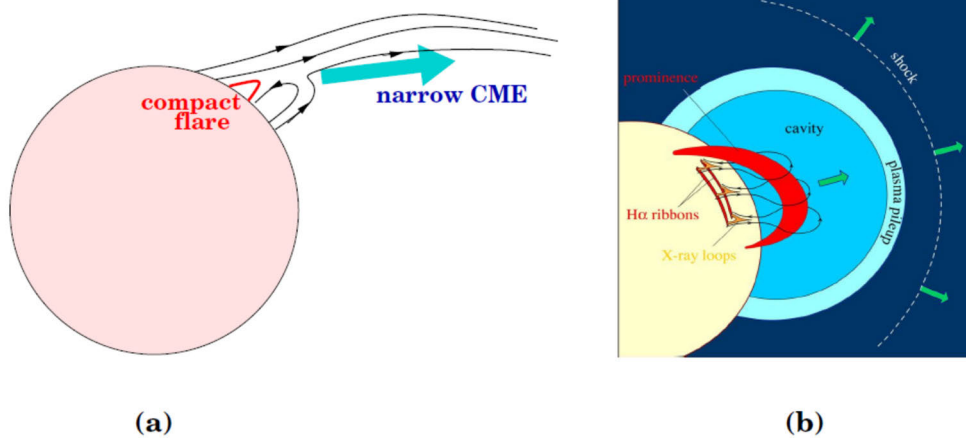 compact
flare
narrow CME
(a)
prominence
cavity
shock
plasma pileup
Hα ribbons
X-ray loops
(b)